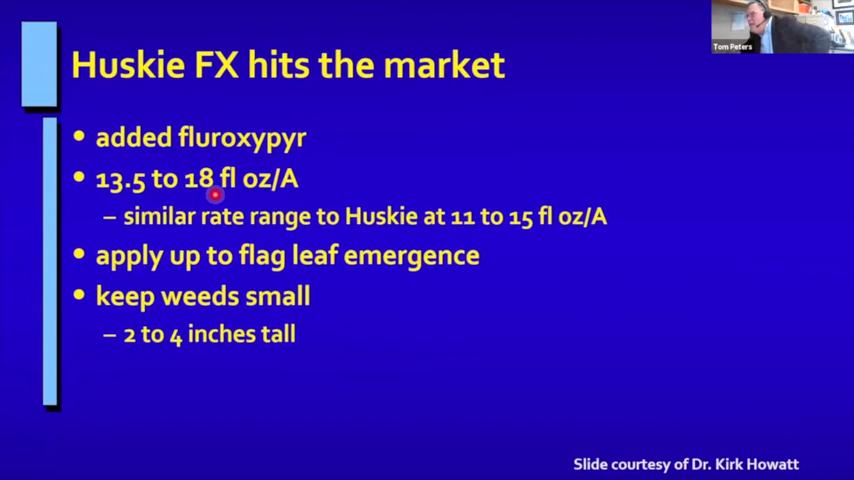 Tom Peters
Huskie FX hits the market
• added fluroxypyr
• 13.5 to 18 fl oz/A
– similar rate range to Huskie at 11 to 15 fl oz/A
• apply up to flag leaf emergence
• keep weeds small
– 2 to 4 inches tall
Slide courtesy of Dr. Kirk Howatt